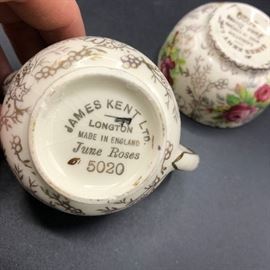 JAMES KENT LTD.
LONGTON
MADE IN ENGLAND
June Roses
5020